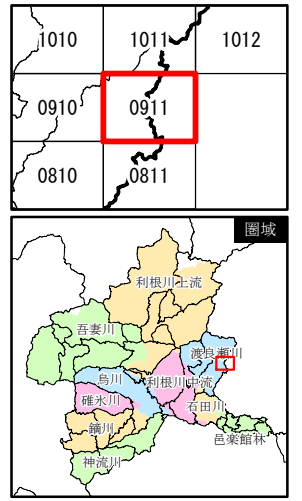 1010 1011 1012
0910 0911
0810 0811
圏域
利根川上流
吾妻川
渡良瀬川
烏川
利根川中流
碓氷川
石田川
鏑川
邑楽館林
神流川